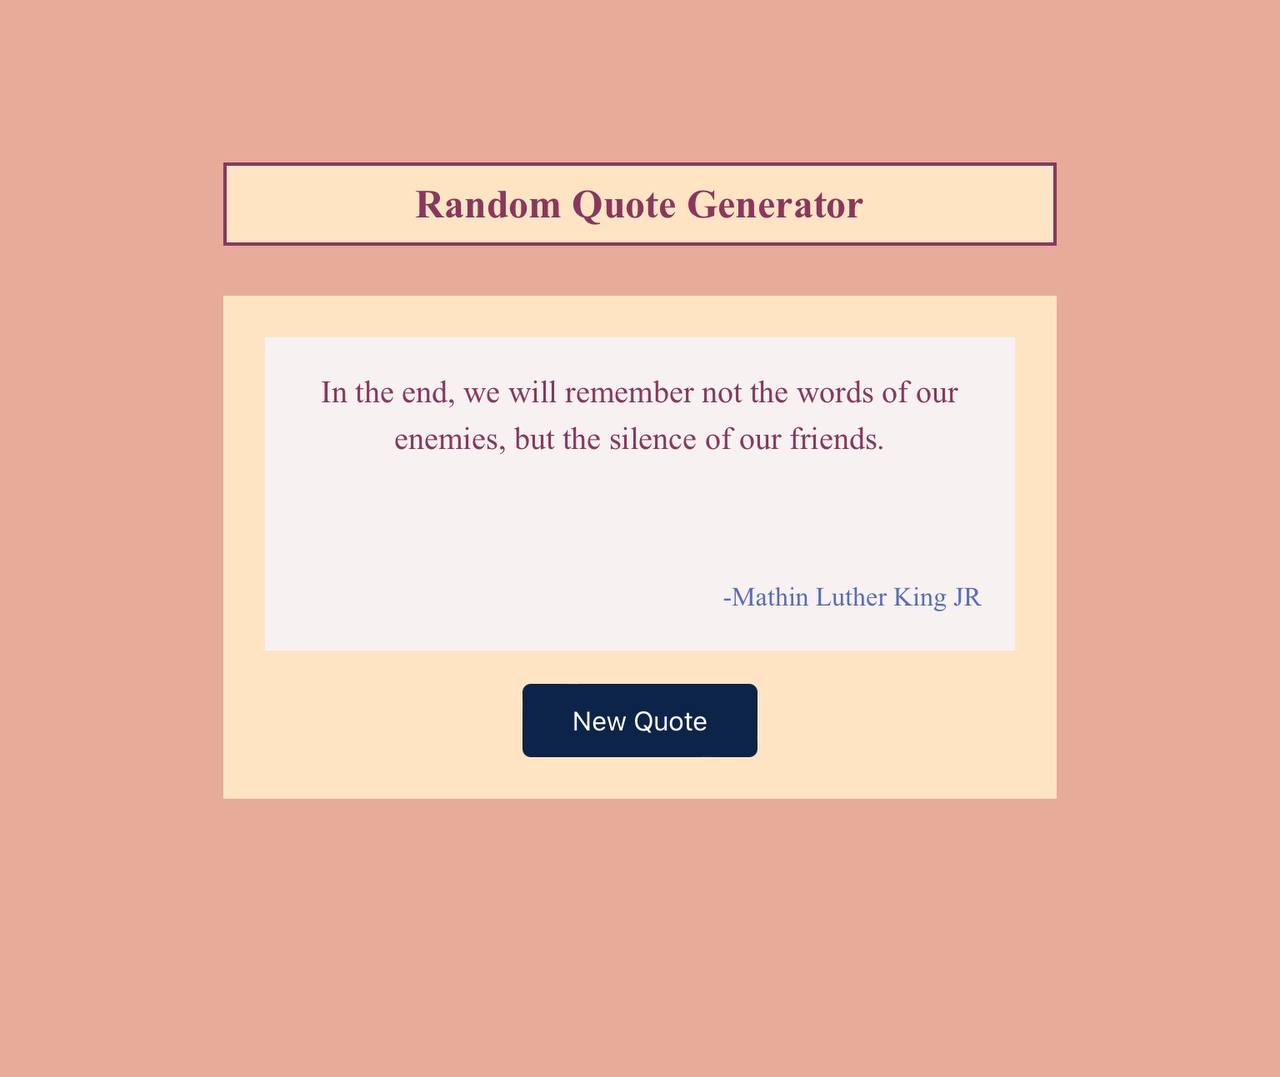 Random Quote Generator
In the end, we will remember not the words of our
enemies, but the silence of our friends.
-Mathin Luther King JR
New Quote